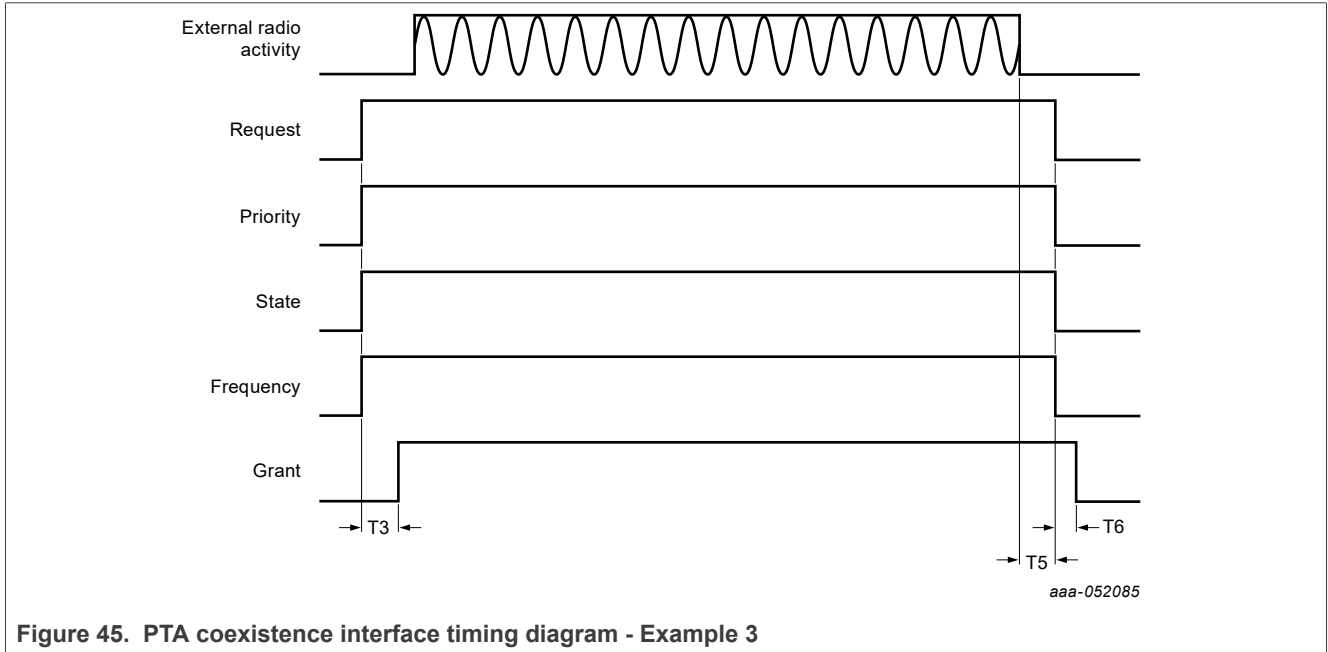 External radio
activity
Request
Priority
State
Frequency
Grant
T3
T6
T5
aaa-052085
Figure 45. PTA coexistence interface timing diagram - Example 3